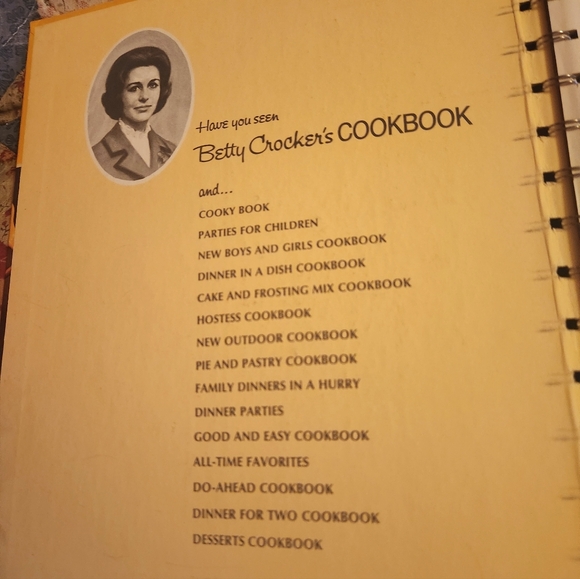 Have you seen
Betty Crocker's COOKBOOK
and...
COOKY BOOK
PARTIES FOR CHILDREN
NEW BOYS AND GIRLS COOKBOOK
DINNER IN A DISH COOKBOOK
CAKE AND FROSTING MIX COOKBOOK
HOSTESS COOKBOOK
NEW OUTDOOR COOKBOOK
PIE AND PASTRY COOKBOOK
FAMILY DINNERS IN A HURRY
DINNER PARTIES
GOOD AND EASY COOKBOOK
ALL-TIME FAVORITES
DO-AHEAD COOKBOOK
DINNER FOR TWO COOKBOOK
DESSERTS COOKBOOK